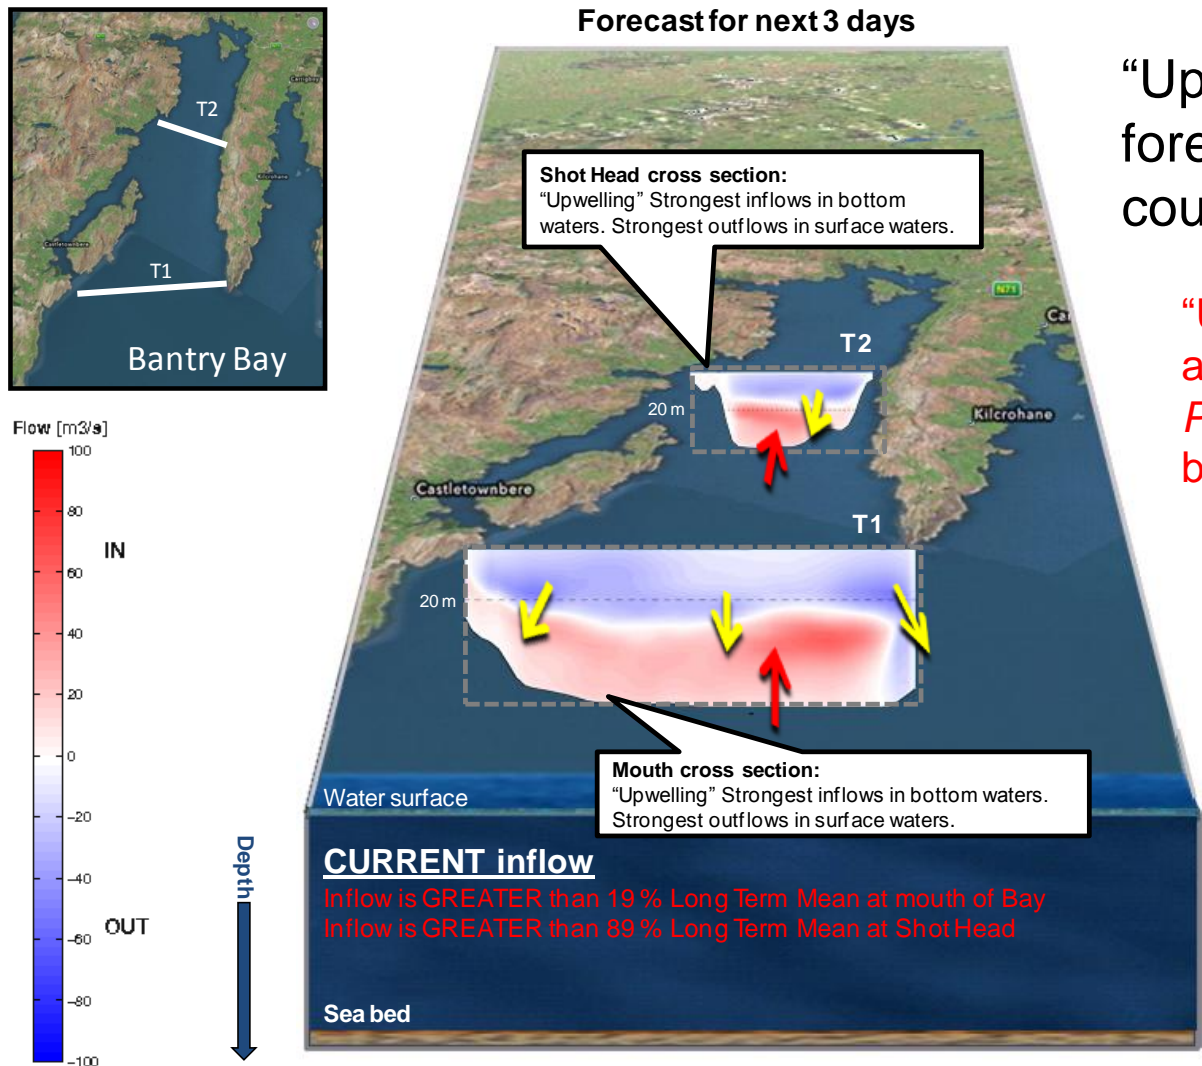 Forecast for next 3 days
T2
T1
Castletownbere
Kilcrohane
Bantry Bay
"Up
fore
cou
"U
a
F
b
Shot Head cross section:
"Upwelling" Strongest inflows in bottom
waters. Strongest outflows in surface waters.
N71
Ca
T2
20 m
Kilcrohane
Castletownbere
T1
20 m
Flow [m3/s]
100
80
60
40
20
0
-20
-40
-60
-80
-100
IN
OUT
Depth
Mouth cross section:
"Upwelling" Strongest inflows in bottom waters.
Strongest outflows in surface waters.
Water surface
CURRENT inflow
Inflow is GREATER than 19 % Long Term Mean at mouth of Bay
Inflow is GREATER than 89 % Long Term Mean at Shot Head
Sea bed